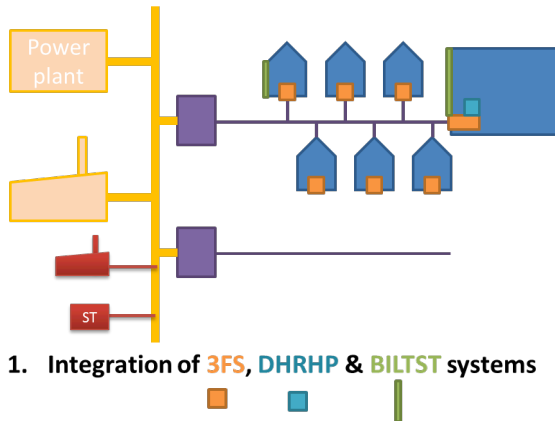 Power
plant
ST
1. Integration of 3FS, DHRHP & BILTST systems